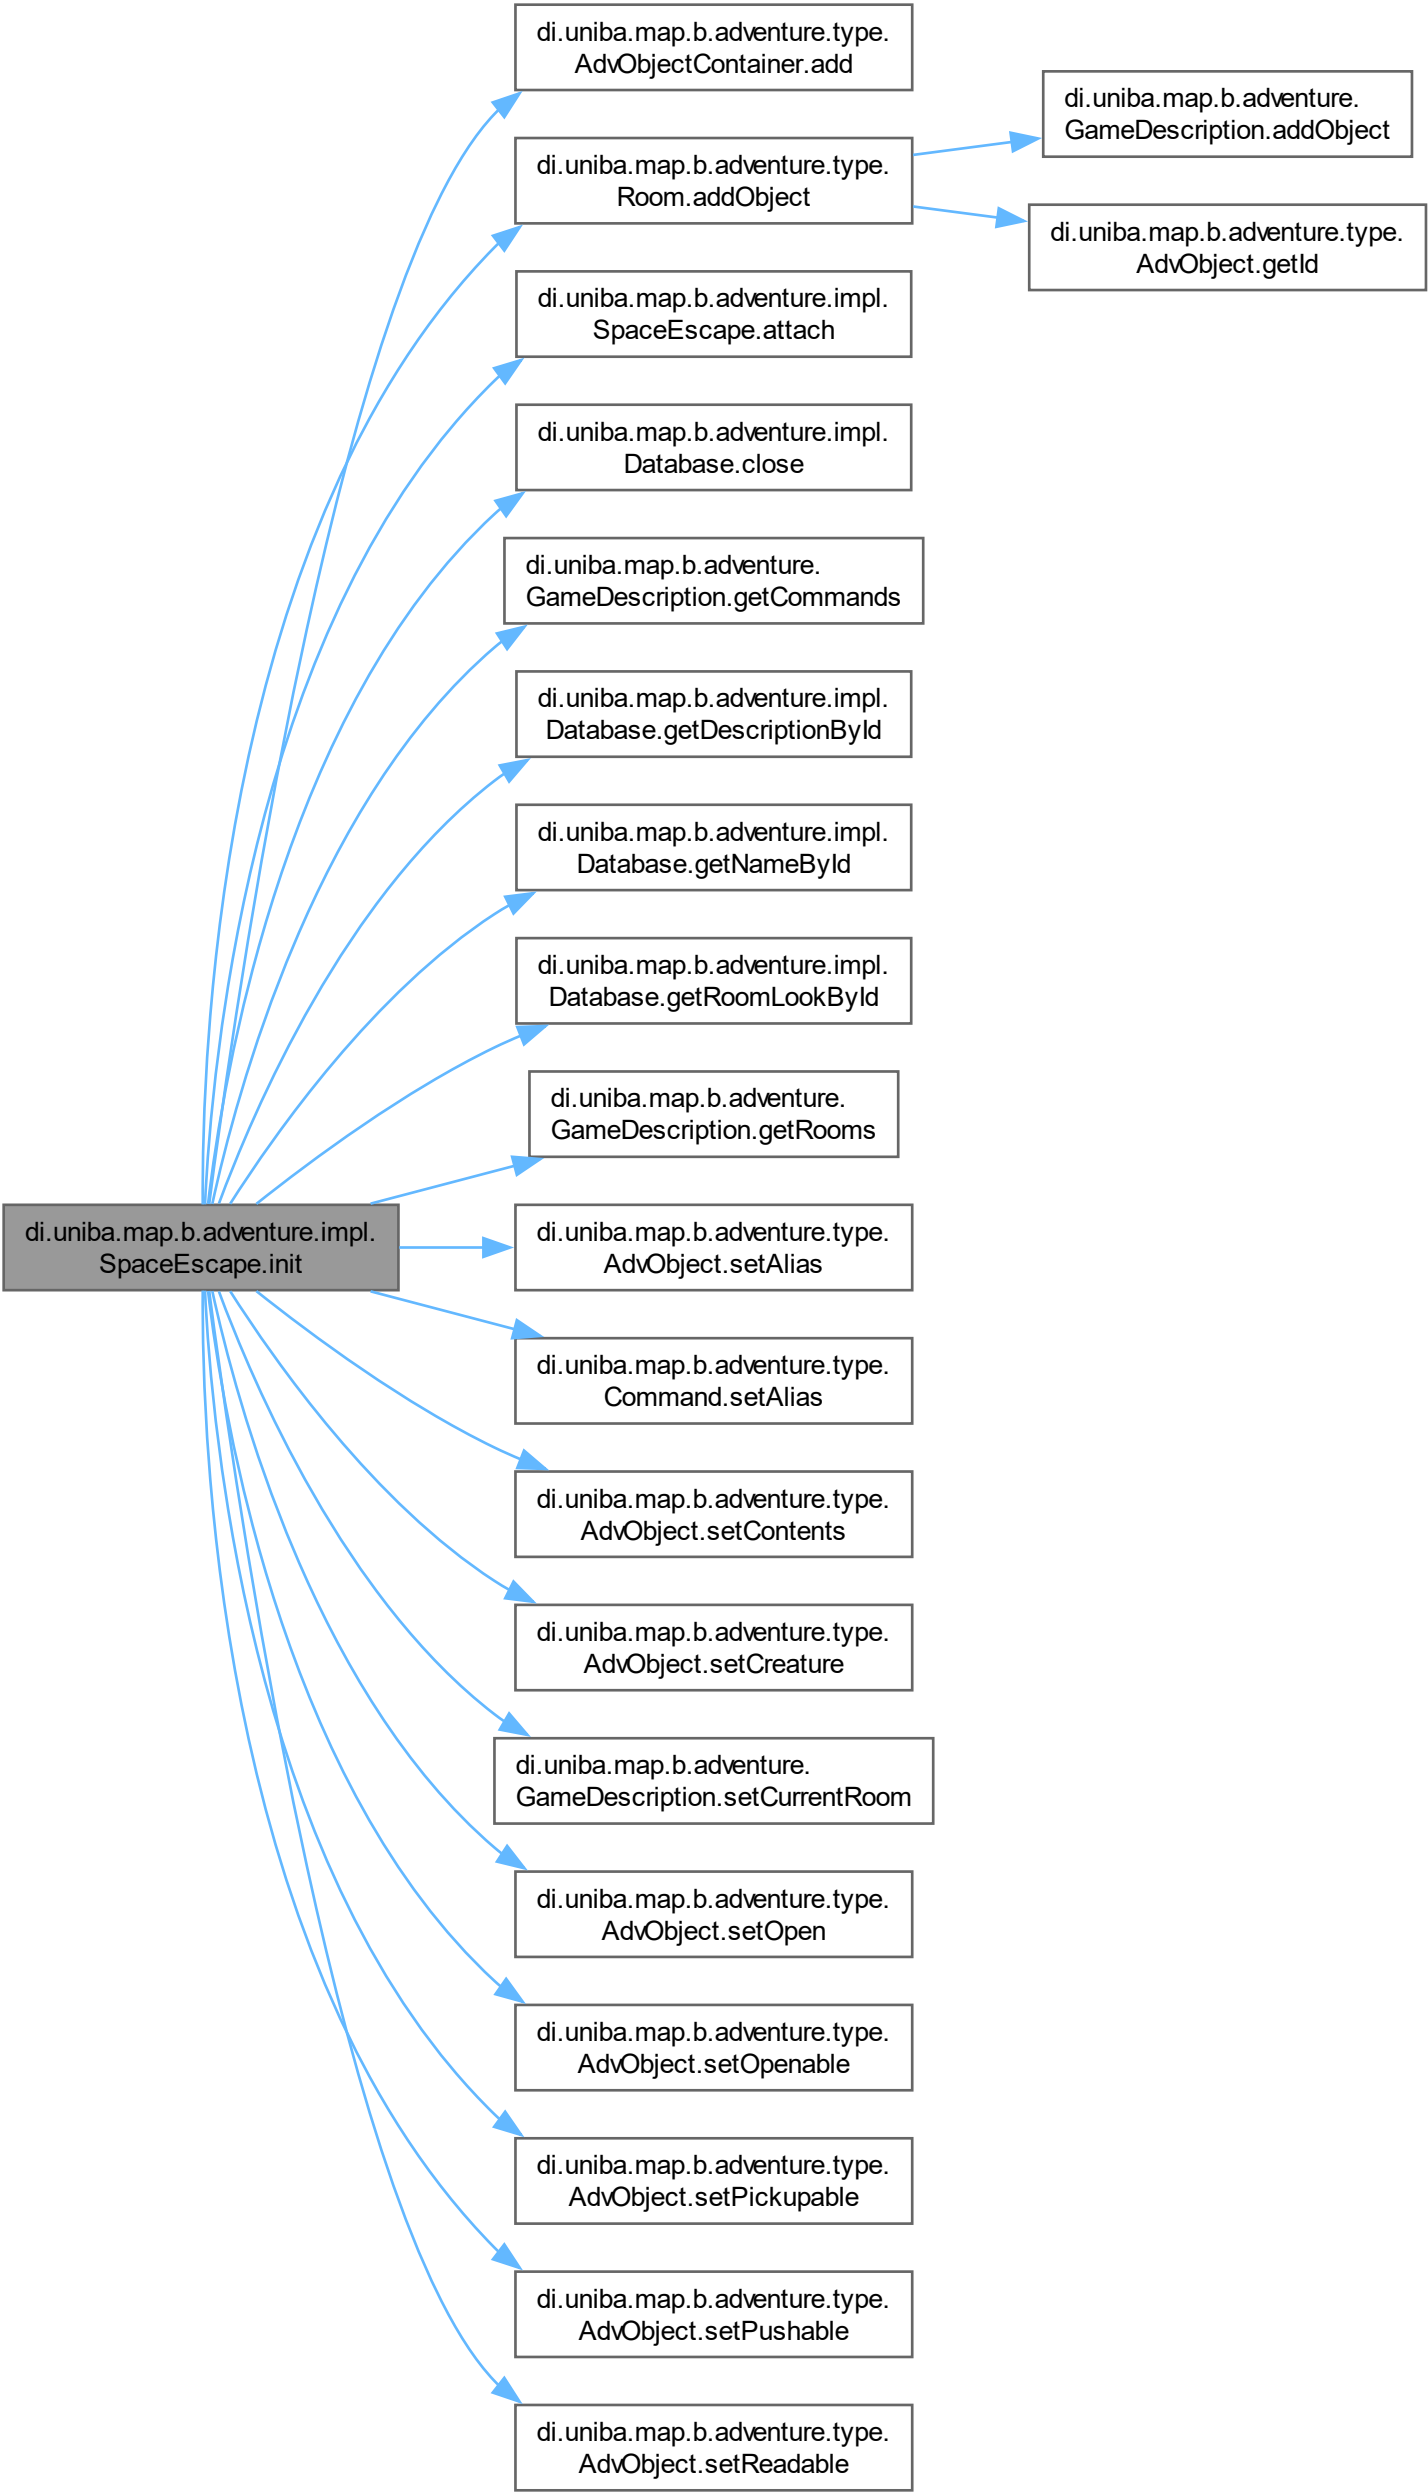 di.uniba.map.b.adventure.type.
AdvObjectContainer.add
di.uniba.map.b.adventure.
GameDescription.addObject
di.uniba.map.b.adventure.type.
Room.addObject
di.uniba.map.b.adventure.type.
AdvObject.getId
di.uniba.map.b.adventure.impl.
SpaceEscape.attach
di.uniba.map.b.adventure.impl.
Database.close
di.uniba.map.b.adventure.
GameDescription.getCommands
di.uniba.map.b.adventure.impl.
Database.getDescriptionById
di.uniba.map.b.adventure.impl.
Database.getNameById
di.uniba.map.b.adventure.impl.
Database.getRoomLookById
di.uniba.map.b.adventure.
GameDescription.getRooms
di.uniba.map.b.adventure.impl.
SpaceEscape.init
di.uniba.map.b.adventure.type.
AdvObject.setAlias
di.uniba.map.b.adventure.type.
Command.setAlias
di.uniba.map.b.adventure.type.
AdvObject.setContents
di.uniba.map.b.adventure.type.
AdvObject.setCreature
di.uniba.map.b.adventure.
GameDescription.setCurrentRoom
di.uniba.map.b.adventure.type.
AdvObject.setOpen
di.uniba.map.b.adventure.type.
AdvObject.setOpenable
di.uniba.map.b.adventure.type.
AdvObject.setPickupable
di.uniba.map.b.adventure.type.
AdvObject.setPushable
di.uniba.map.b.adventure.type.
AdvObject.setReadable